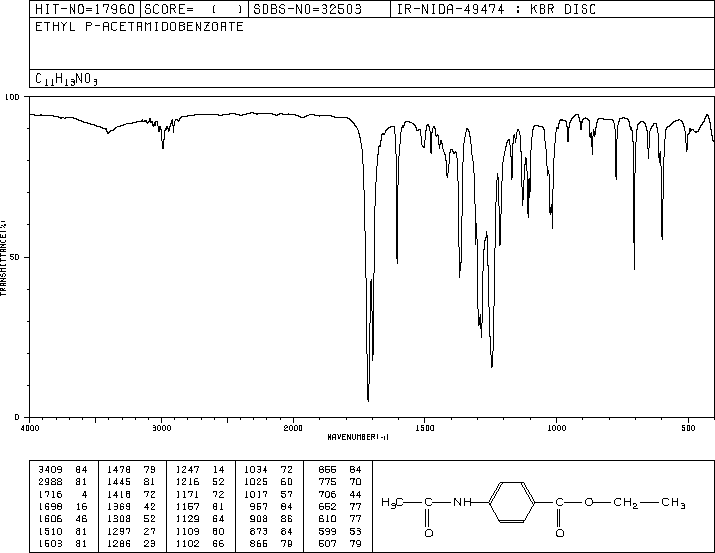 HIT-NO=17960 SCORE= ( ) SDBS-NO=32503 IR-NIDA-49474 : KBR DISC
ETHYL P-ACETAMIDOBENZOATE
C11H13NO3
100
50
0
TRANSMITTANCE(%)
4000 3000 2000 1500 1000 500
WAVENUMBER(-1)
3409 84 1478 79 1247 14 1034 72 866 84
2988 81 1445 81 1216 52 1025 60 775 70
1716 4 1418 72 1171 72 1017 57 706 44
1698 16 1369 42 1157 81 957 84 652 77
1606 46 1308 52 1129 64 908 86 610 77
1510 81 1297 27 1109 60 873 84 599 53
1503 81 1286 23 1102 66 865 79 507 79
H3C—C—NH C—O—CH2—CH3
O O